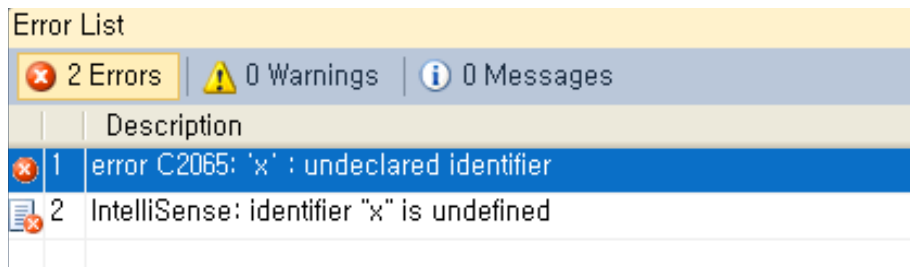 Error List
2 Errors 0 Warnings 0 Messages
Description
1 error C2065: 'x' : undeclared identifier
2 IntelliSense: identifier "x" is undefined